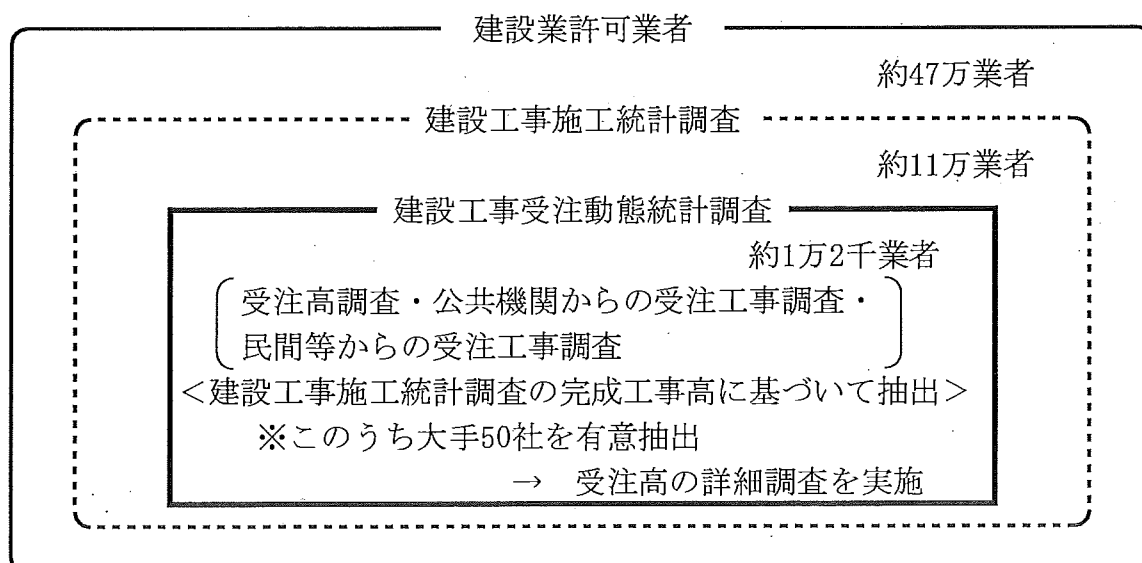 建設業許可業者
約47万業者
建設工事施工統計調査
約11万業者
建設工事受注動態統計調査
約1万2千業者
受注高調査・公共機関からの受注工事調査・
民間等からの受注工事調査
＜建設工事施工統計調査の完成工事高に基づいて抽出＞
※このうち大手50社を有意抽出
→ 受注高の詳細調査を実施